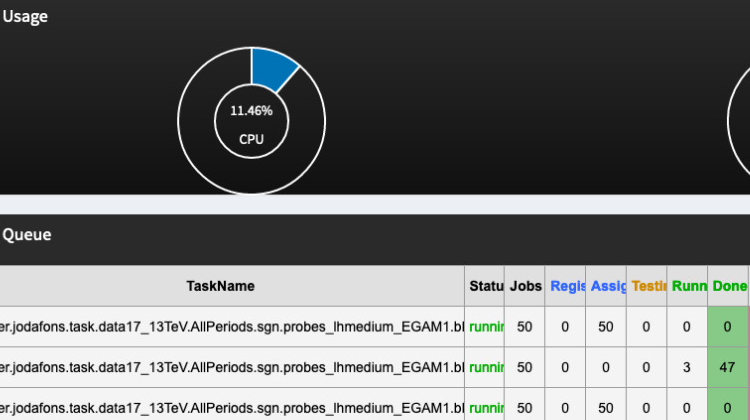 Usage
11.46%
CPU
Queue
TaskName Statu Jobs Regis Assig Testin Runn Done
er.jodafons.task.data17_13TeV.AllPeriods.sgn.probes_lhmedium_EGAM1.bl runnin 50 0 50 0 0 0
er.jodafons.task.data17_13TeV.AllPeriods.sgn.probes_lhmedium_EGAM1.bl runnin 50 0 0 0 3 47
er.jodafons.task.data17_13TeV.AllPeriods.sgn.probes_lhmedium_EGAM1.bl runnin 50 0 50 0 0 0